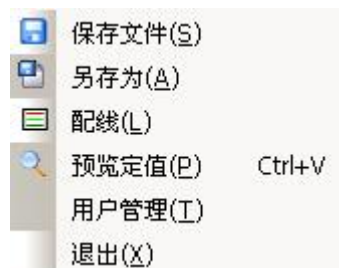 保存文件(S)
另存为(A)
配线(L)
预览定值(P) Ctrl+V
用户管理(T)
退出(X)